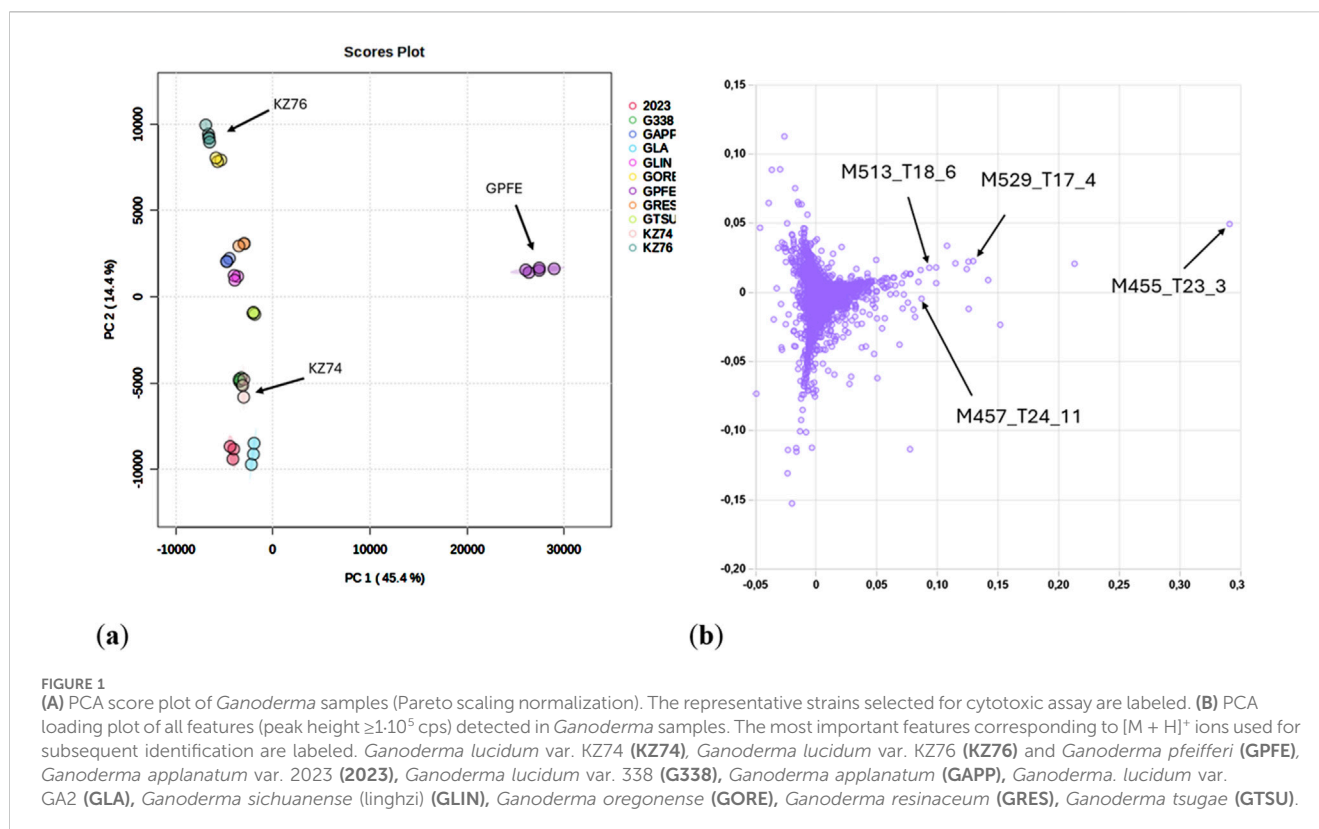 Scores Plot
KZ76
GPFE
KZ74
PC 2 ( 14.4 %)
10000
5000
0
-5000
-10000
-10000
0
10000
20000
30000
PC 1 ( 45.4 %)
2023
G338
GAPP
GLA
GLIN
GORE
GPFE
GRES
GTSU
KZ74
KZ76
(a)
0,15
0,10
0,05
0
-0,05
-0,10
-0,15
-0,20
-0,05
0
0,05
0,10
0,15
0,20
0,25
0,30
0,3
M513_T18_6
M529_T17_4
M455_T23_3
M457_T24_11
(b)
FIGURE 1
(A) PCA score plot of Ganoderma samples (Pareto scaling normalization). The representative strains selected for cytotoxic assay are labeled. (B) PCA
loading plot of all features (peak height ≥1·10⁵ cps) detected in Ganoderma samples. The most important features corresponding to [M + H]⁺ ions used for
subsequent identification are labeled. Ganoderma lucidum var. KZ74 (KZ74), Ganoderma lucidum var. KZ76 (KZ76) and Ganoderma pfeifferi (GPFE),
Ganoderma applanatum var. 2023 (2023), Ganoderma lucidum var. 338 (G338), Ganoderma applanatum (GAPP), Ganoderma. lucidum var.
GA2 (GLA), Ganoderma sichuanense (linghzi) (GLIN), Ganoderma oregonense (GORE), Ganoderma resinaceum (GRES), Ganoderma tsugae (GTSU).